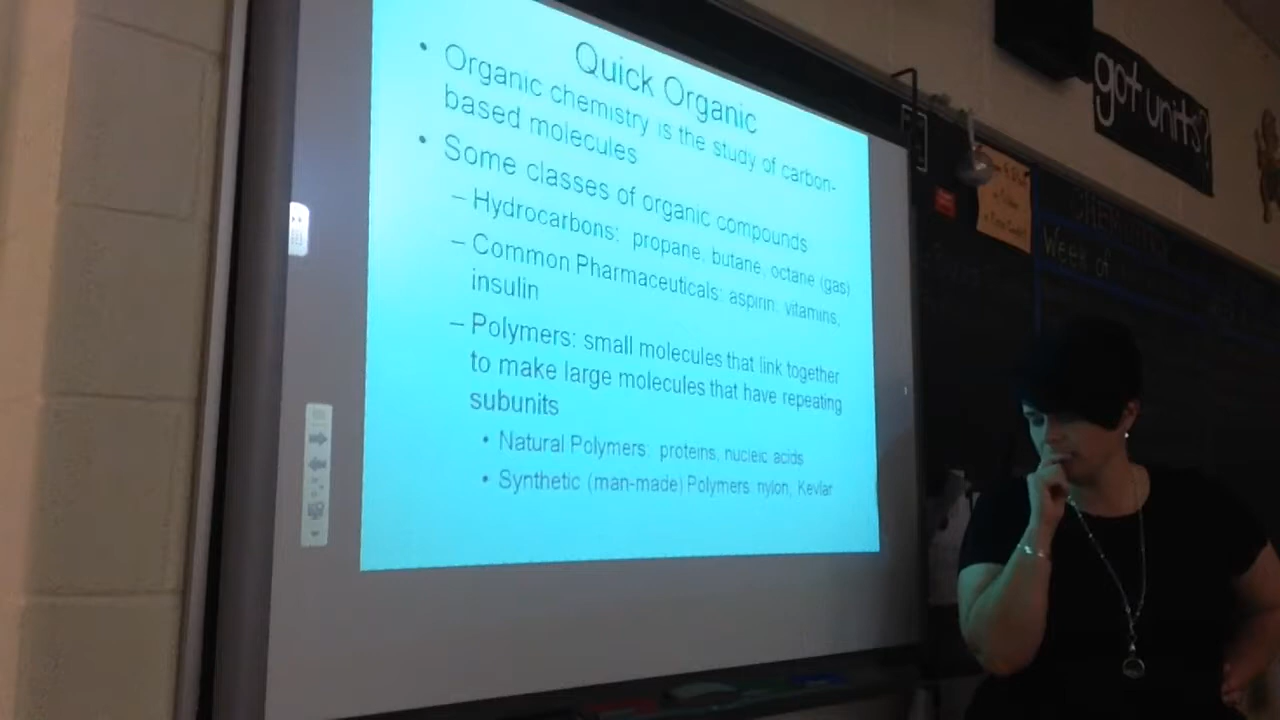 Quick Organic
• Organic chemistry is the study of carbon-
based molecules
• Some classes of organic compounds
– Hydrocarbons: propane, butane, octane (gas)
– Common Pharmaceuticals: aspirin, vitamins,
insulin
– Polymers: small molecules that link together
to make large molecules that have repeating
subunits
• Natural Polymers: proteins, nucleic acids
• Synthetic (man-made) Polymers: nylon, Kevlar
got units?
CHEMISTRY
Week of